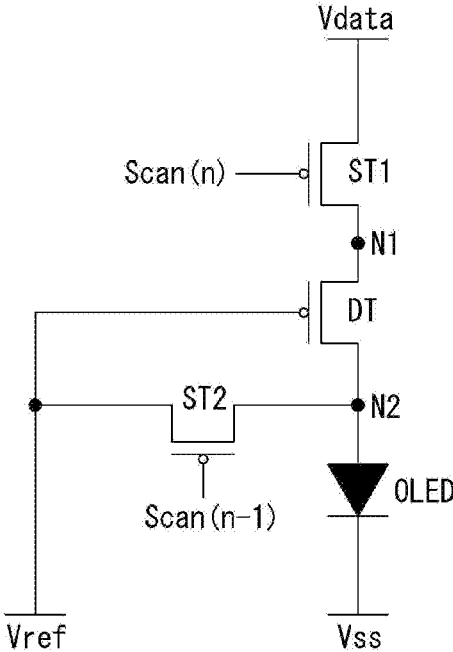 Vdata
Scan(n)
ST1
N1
DT
ST2
N2
OLED
Scan(n-1)
Vref
Vss